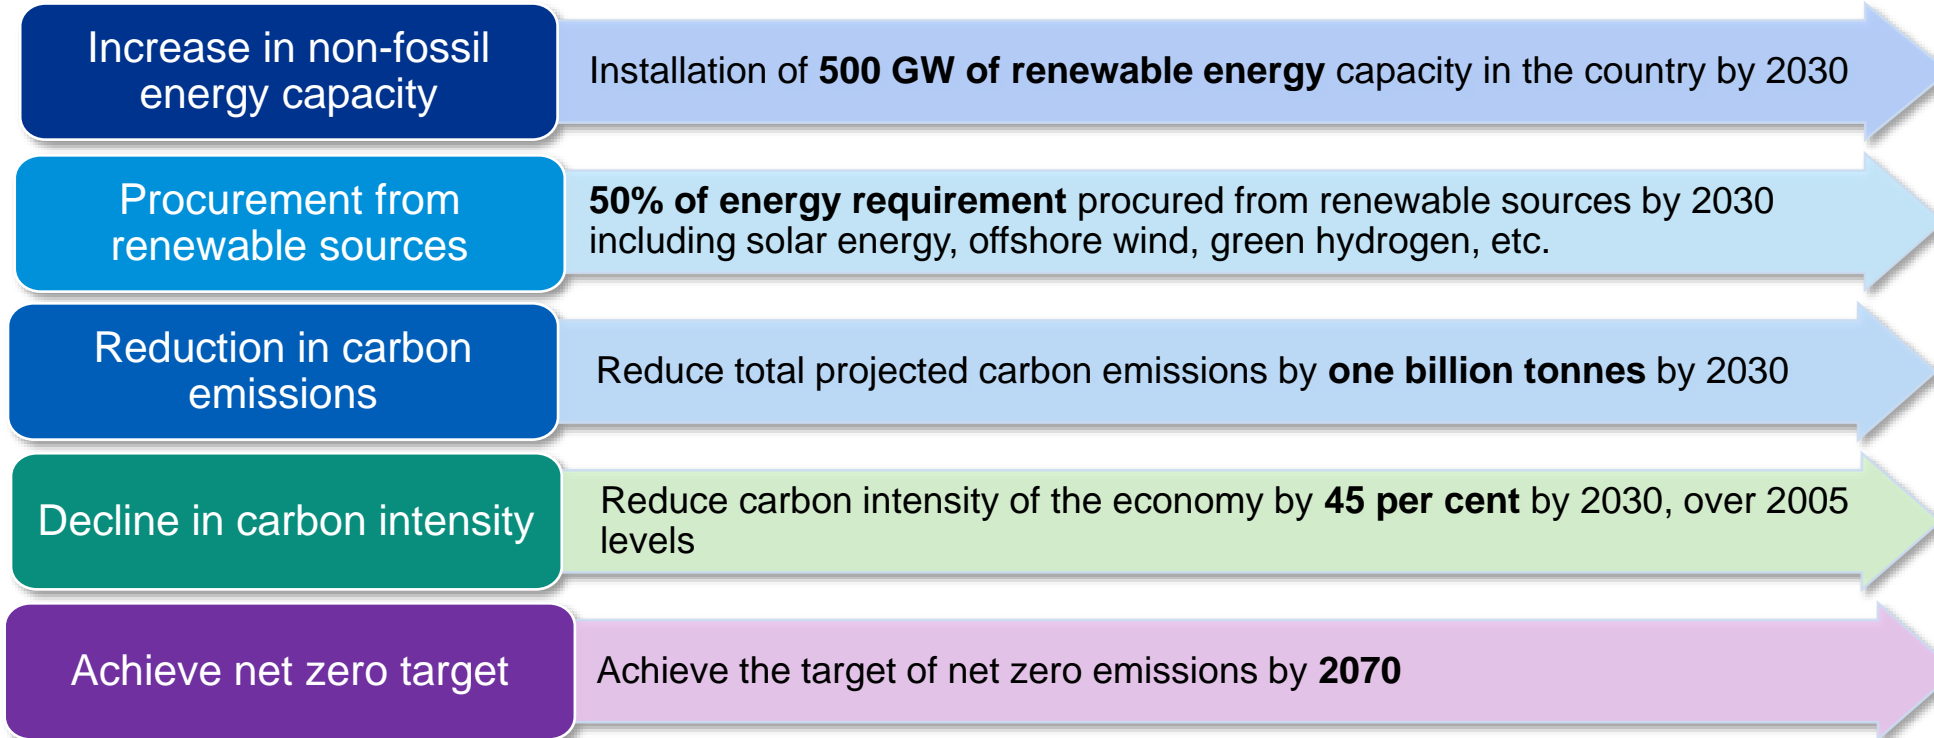 Increase in non-fossil
energy capacity
Installation of 500 GW of renewable energy capacity in the country by 2030
Procurement from
renewable sources
50% of energy requirement procured from renewable sources by 2030
including solar energy, offshore wind, green hydrogen, etc.
Reduction in carbon
emissions
Reduce total projected carbon emissions by one billion tonnes by 2030
Decline in carbon intensity
Reduce carbon intensity of the economy by 45 per cent by 2030, over 2005
levels
Achieve net zero target
Achieve the target of net zero emissions by 2070